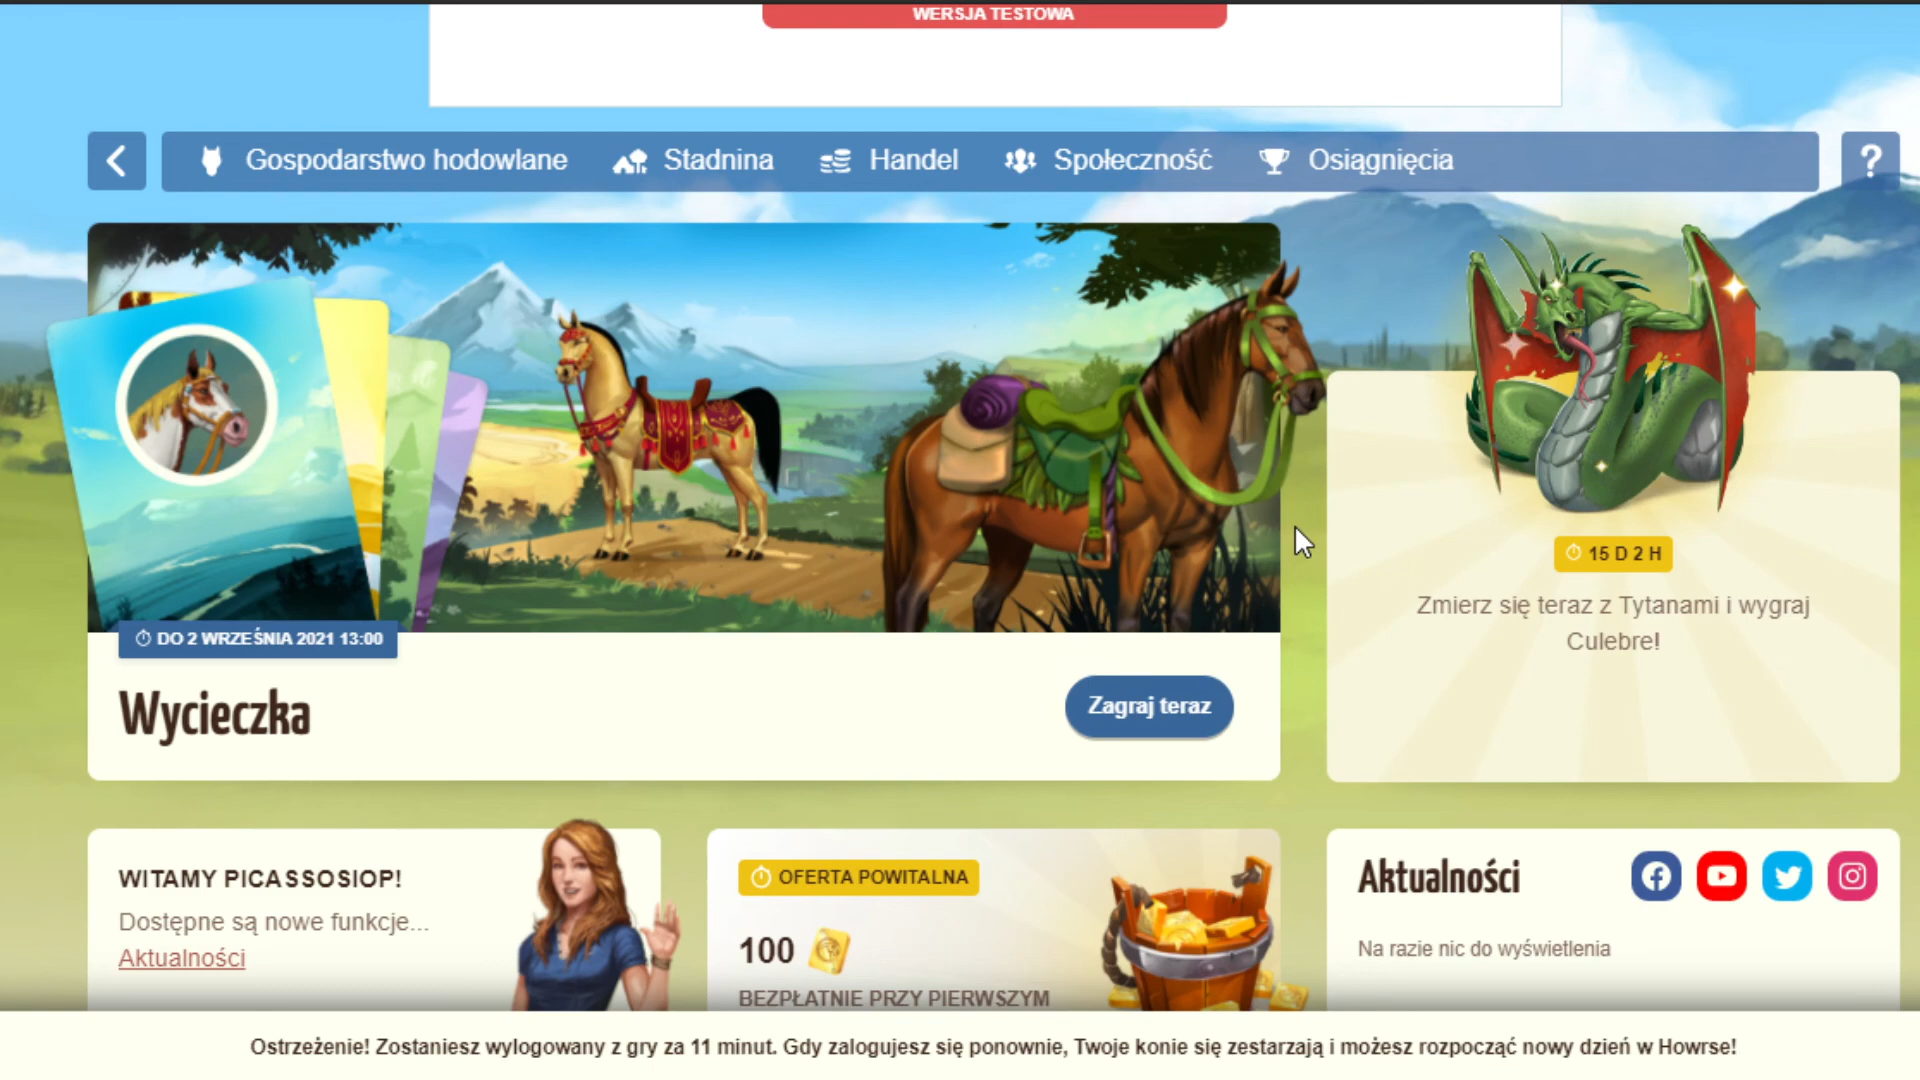 WERSJA TESTOWA
Gospodarstwo hodowlane Stadnina Handel Społeczność Osiągnięcia ?
DO 2 WRZEŚNIA 2021 13:00
Wycieczka
Zagraj teraz
15 D 2 H
Zmierz się teraz z Tytanami i wygraj
Culebre!
WITAMY PICASSOSIOP!
Dostępne są nowe funkcje...
Aktualności
OFERTA POWITALNA
100
BEZPŁATNIE PRZY PIERWSZYM
Aktualności
Na razie nic do wyświetlenia
Ostrzeżenie! Zostaniesz wylogowany z gry za 11 minut. Gdy zalogujesz się ponownie, Twoje konie się zestarzają i możesz rozpocząć nowy dzień w Howrse!